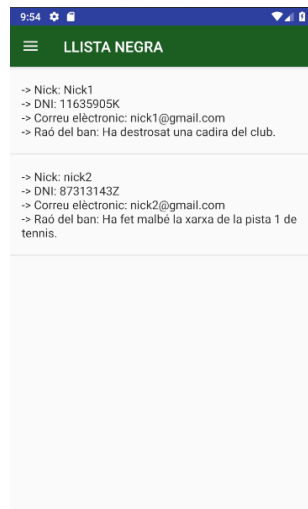 9:54
LLISTA NEGRA
-> Nick: Nick1
-> DNI: 11635905K
-> Correu elèctronic: nick1@gmail.com
-> Raó del ban: Ha destrosat una cadira del club.
-> Nick: nick2
-> DNI: 87313143Z
-> Correu elèctronic: nick2@gmail.com
-> Raó del ban: Ha fet malbé la xarxa de la pista 1 de
tennis.